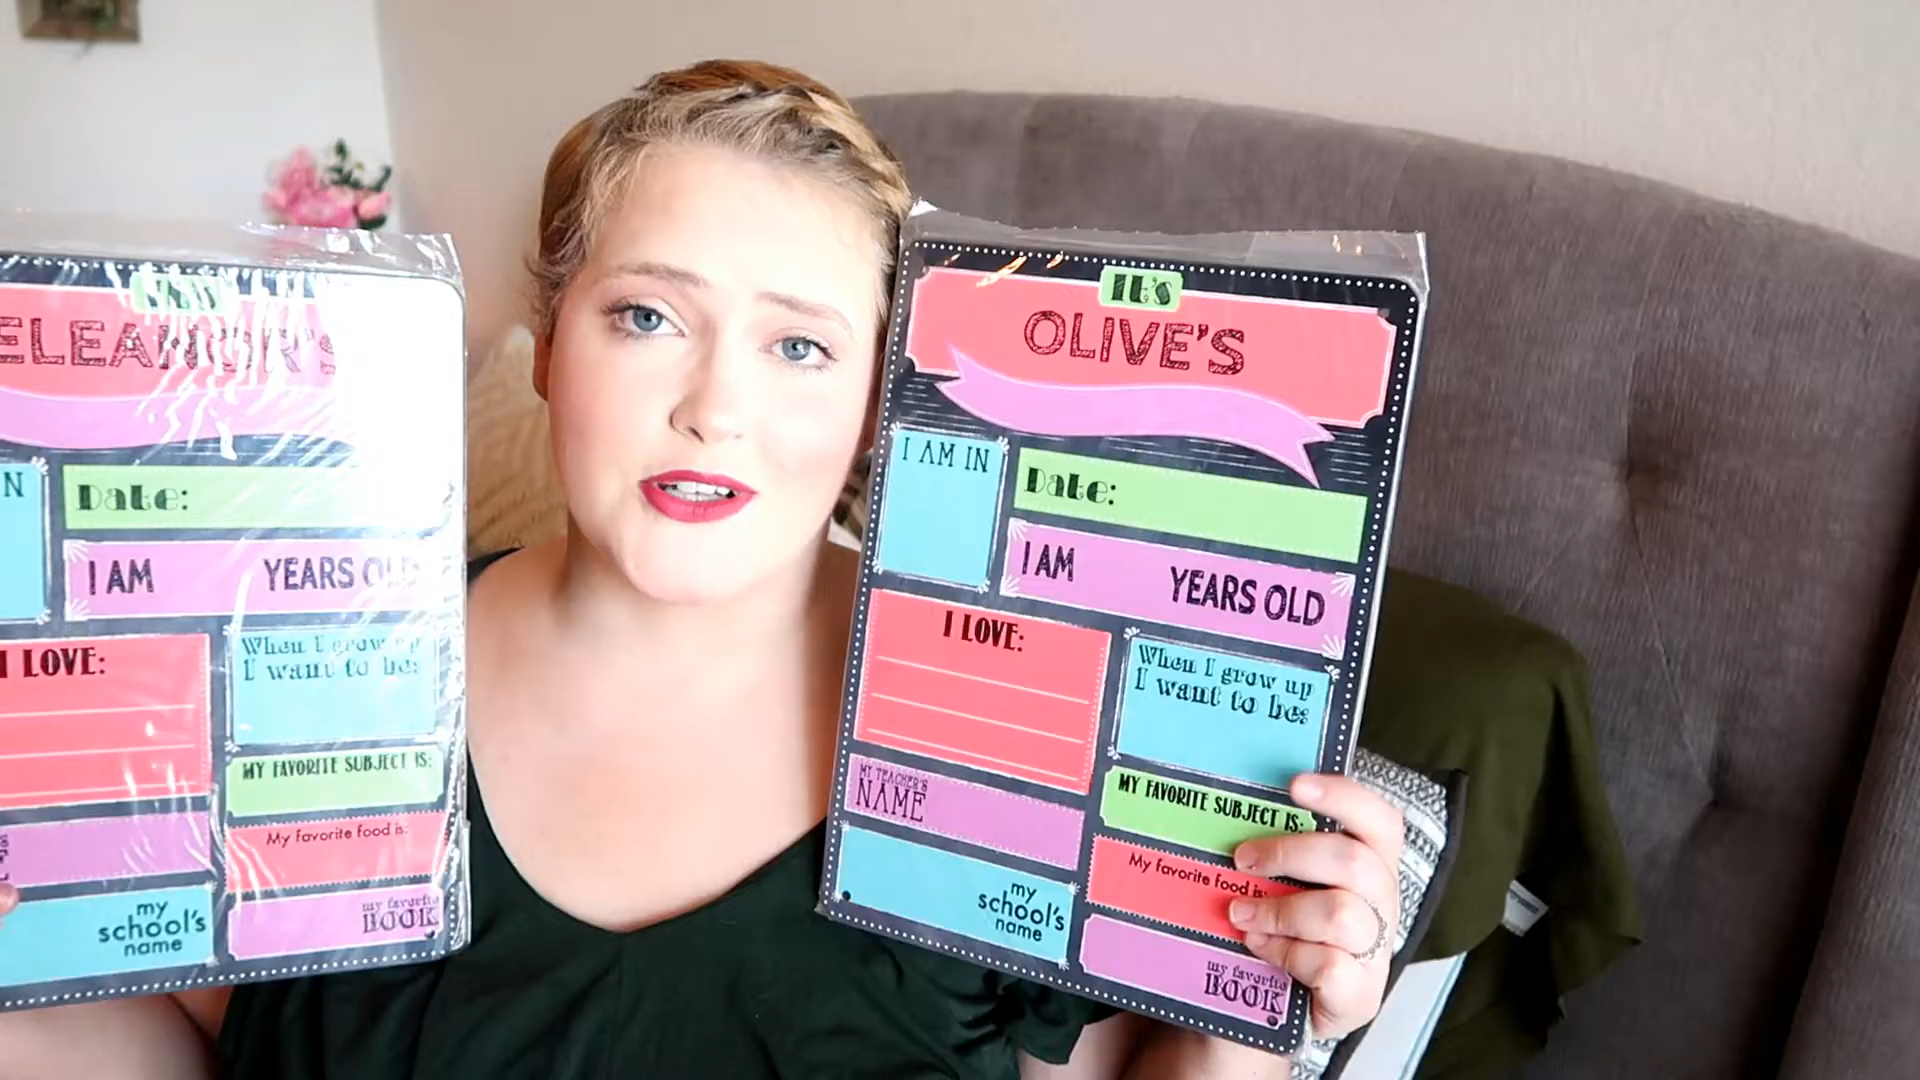 ELEANOR'S
Date:
I AM YEARS OLD
I LOVE:
When I grow up
I want to be:
MY FAVORITE SUBJECT IS:
My favorite food is:
my
school's
name
my favorite
BOOK
It's
OLIVE'S
I AM IN
Date:
I AM YEARS OLD
I LOVE:
When I grow up
I want to be:
MY TEACHER'S
NAME
MY FAVORITE SUBJECT IS:
My favorite food is:
my
school's
name
my favorite
BOOK